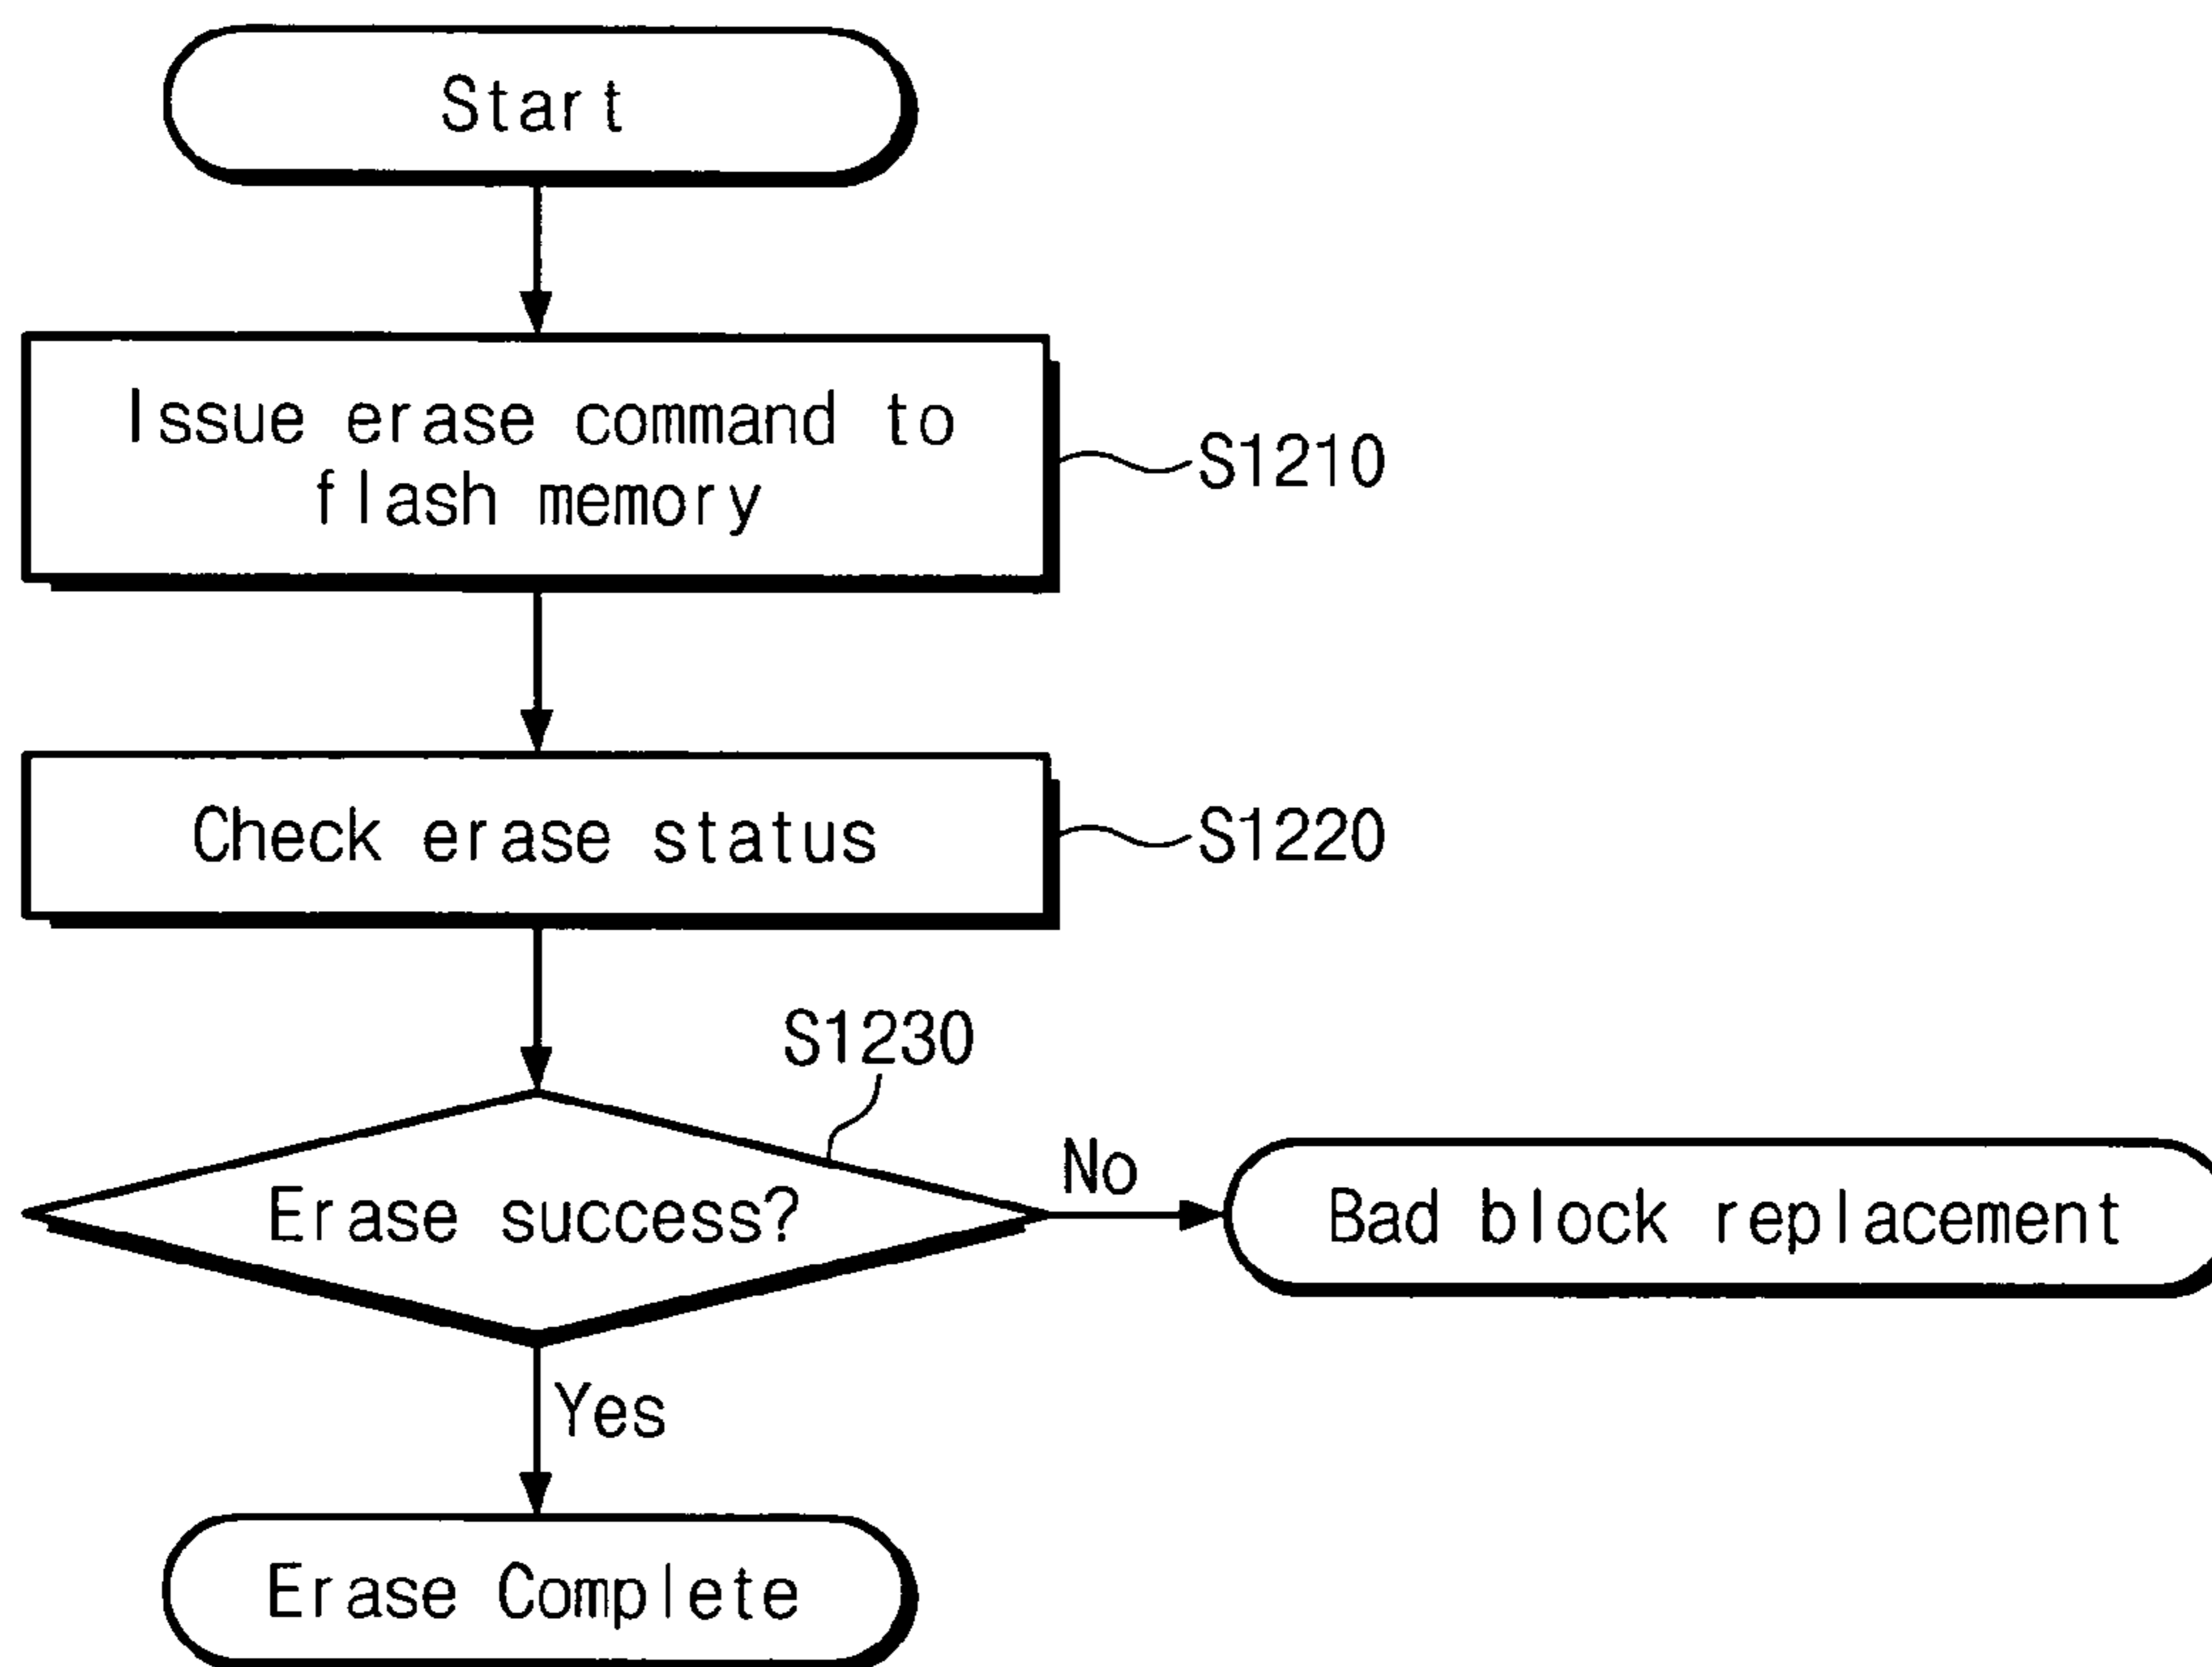 Start
Issue erase command to
flash memory
S1210
Check erase status
S1220
S1230
Erase success?
No
Bad block replacement
Yes
Erase Complete